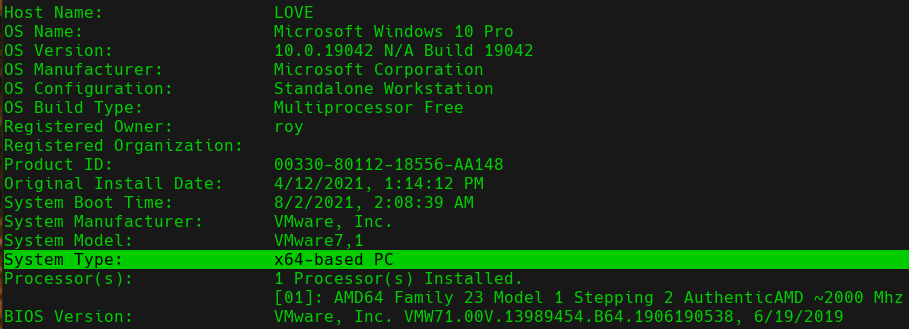 Host Name: LOVE
OS Name: Microsoft Windows 10 Pro
OS Version: 10.0.19042 N/A Build 19042
OS Manufacturer: Microsoft Corporation
OS Configuration: Standalone Workstation
OS Build Type: Multiprocessor Free
Registered Owner: roy
Registered Organization:
Product ID: 00330-80112-18556-AA148
Original Install Date: 4/12/2021, 1:14:12 PM
System Boot Time: 8/2/2021, 2:08:39 AM
System Manufacturer: VMware, Inc.
System Model: VMware7,1
System Type: x64-based PC
Processor(s): 1 Processor(s) Installed.
[01]: AMD64 Family 23 Model 1 Stepping 2 AuthenticAMD ~2000 Mhz
BIOS Version: VMware, Inc. VMW71.00V.13989454.B64.1906190538, 6/19/2019